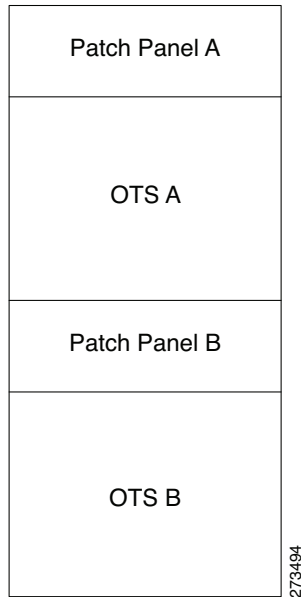 Patch Panel A
OTS A
Patch Panel B
OTS B
273494